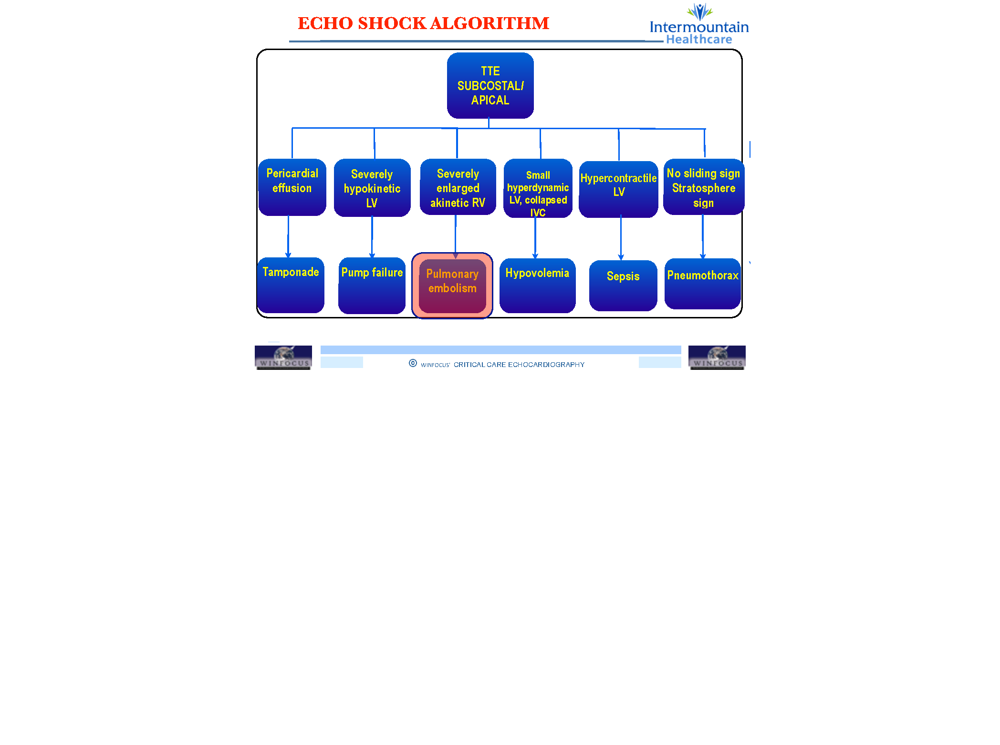 ECHO SHOCK ALGORITHM
Intermountain
Healthcare
TTE
SUBCOSTAL/
APICAL
Pericardial
effusion
Severely
hypokinetic
LV
Severely
enlarged
akinetic RV
Small
hyperdynamic
LV, collapsed
IVC
Hypercontractile
LV
No sliding sign
Stratosphere
sign
Tamponade
Pump failure
Pulmonary
embolism
Hypovolemia
Sepsis
Pneumothorax
WINFOCUS
© WINFOCUS' CRITICAL CARE ECHOCARDIOGRAPHY
WINFOCUS